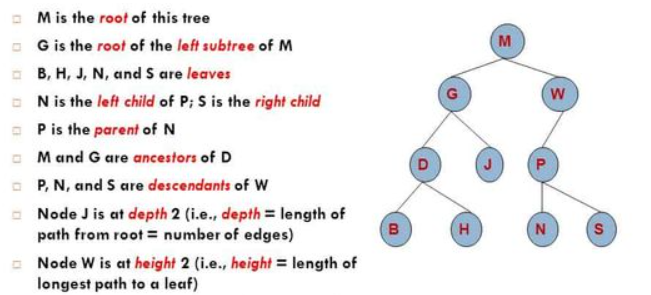 M is the root of this tree
G is the root of the left subtree of M
B, H, J, N, and S are leaves
N is the left child of P; S is the right child
P is the parent of N
M and G are ancestors of D
P, N, and S are descendants of W
Node J is at depth 2 (i.e., depth = length of
path from root = number of edges)
Node W is at height 2 (i.e., height = length of
longest path to a leaf)
M
G W
D J P
B H N S